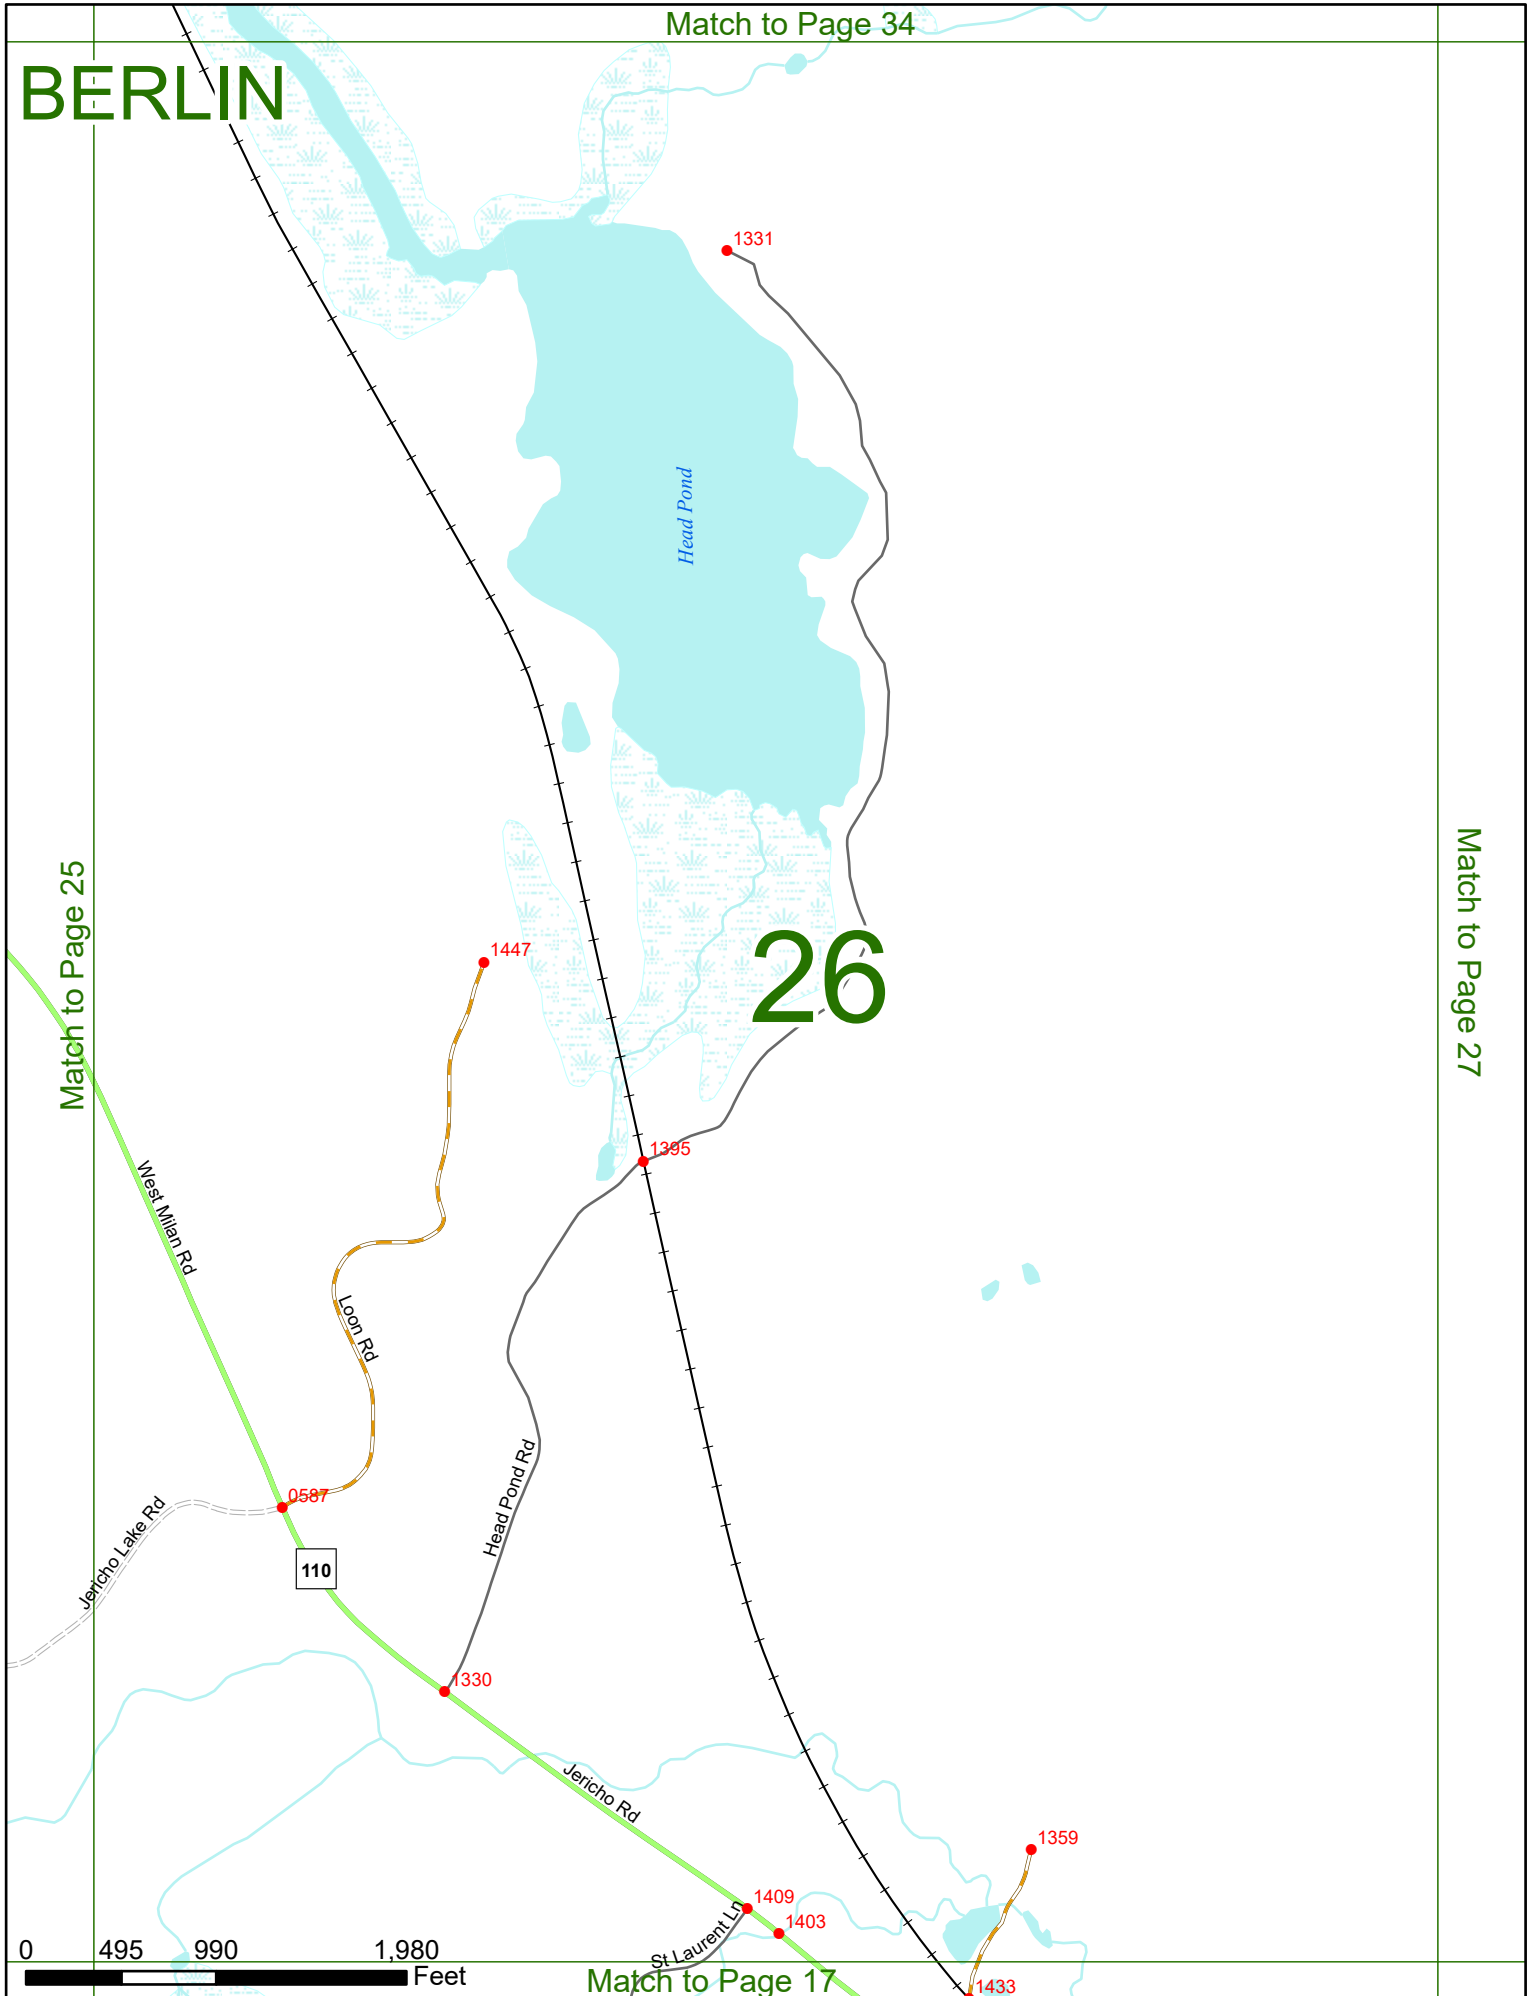 Match to Page 34
BERLIN
1331
Head Pond
Match to Page 25
Match to Page 27
26
1447
1395
West Milan Rd
Loon Rd
Head Pond Rd
0587
Jericho Lake Rd
110
1330
Jericho Rd
1359
1409
1403
St Laurent Ln
0 495 990 1,980
Feet
Match to Page 17
1433